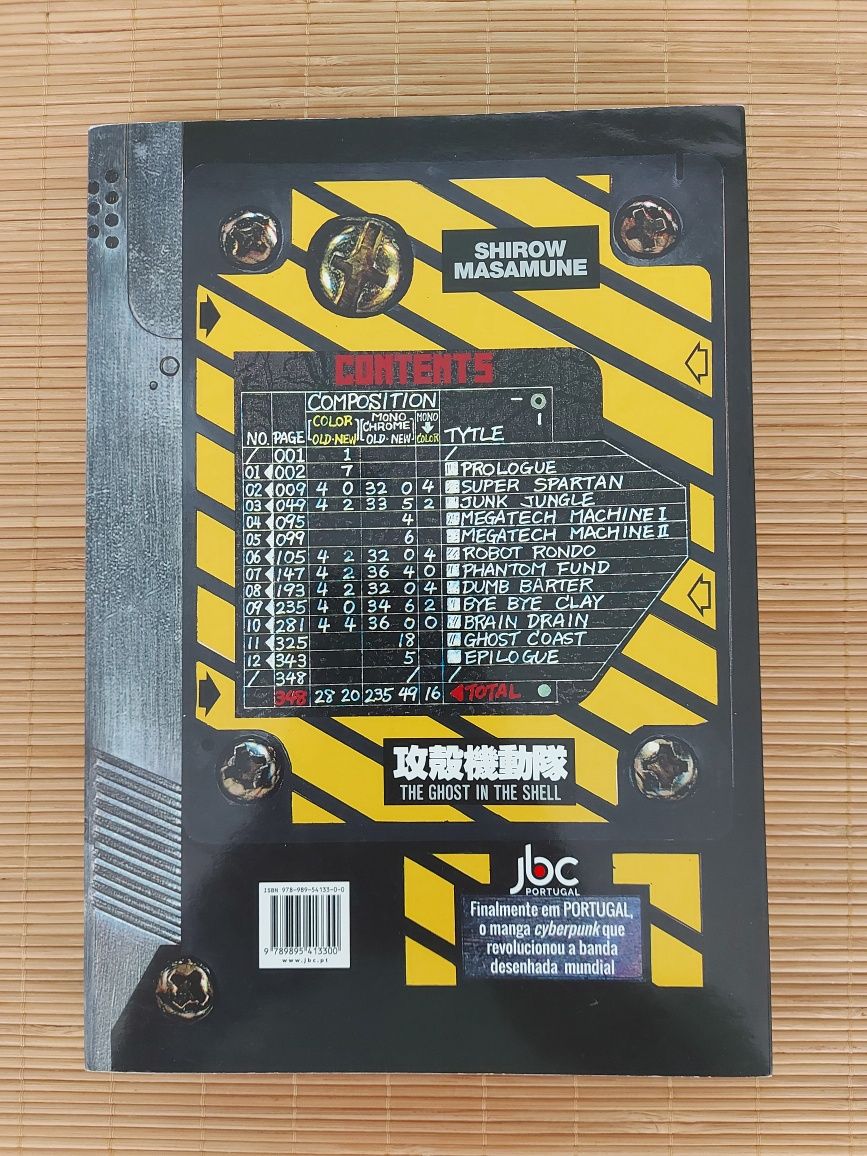 SHIROW
MASAMUNE
CONTENTS
COMPOSITION
COLOR MONO CHROME MONO
NO. PAGE OLD-NEW OLD-NEW COLOR TYTLE
/ 001 1 /
01 002 7 PROLOGUE
02 009 4 0 32 0 4 SUPER SPARTAN
03 049 4 2 33 5 2 JUNK JUNGLE
04 095 4 MEGATECH MACHINE I
05 099 6 MEGATECH MACHINE II
06 105 4 2 32 0 4 ROBOT RONDO
07 147 4 2 36 4 0 PHANTOM FUND
08 193 4 2 32 0 4 DUMB BARTER
09 235 4 0 34 6 2 BYE BYE CLAY
10 281 4 4 36 0 0 BRAIN DRAIN
11 325 18 GHOST COAST
12 343 5 EPILOGUE
/ 348 / /
348 28 20 235 49 16 TOTAL
攻殻機動隊
THE GHOST IN THE SHELL
jbc
PORTUGAL
Finalmente em PORTUGAL,
o manga cyberpunk que
revolucionou a banda
desenhada mundial
ISBN 978-989-54133-0-0
9 789895 413300
www.jbc.pt